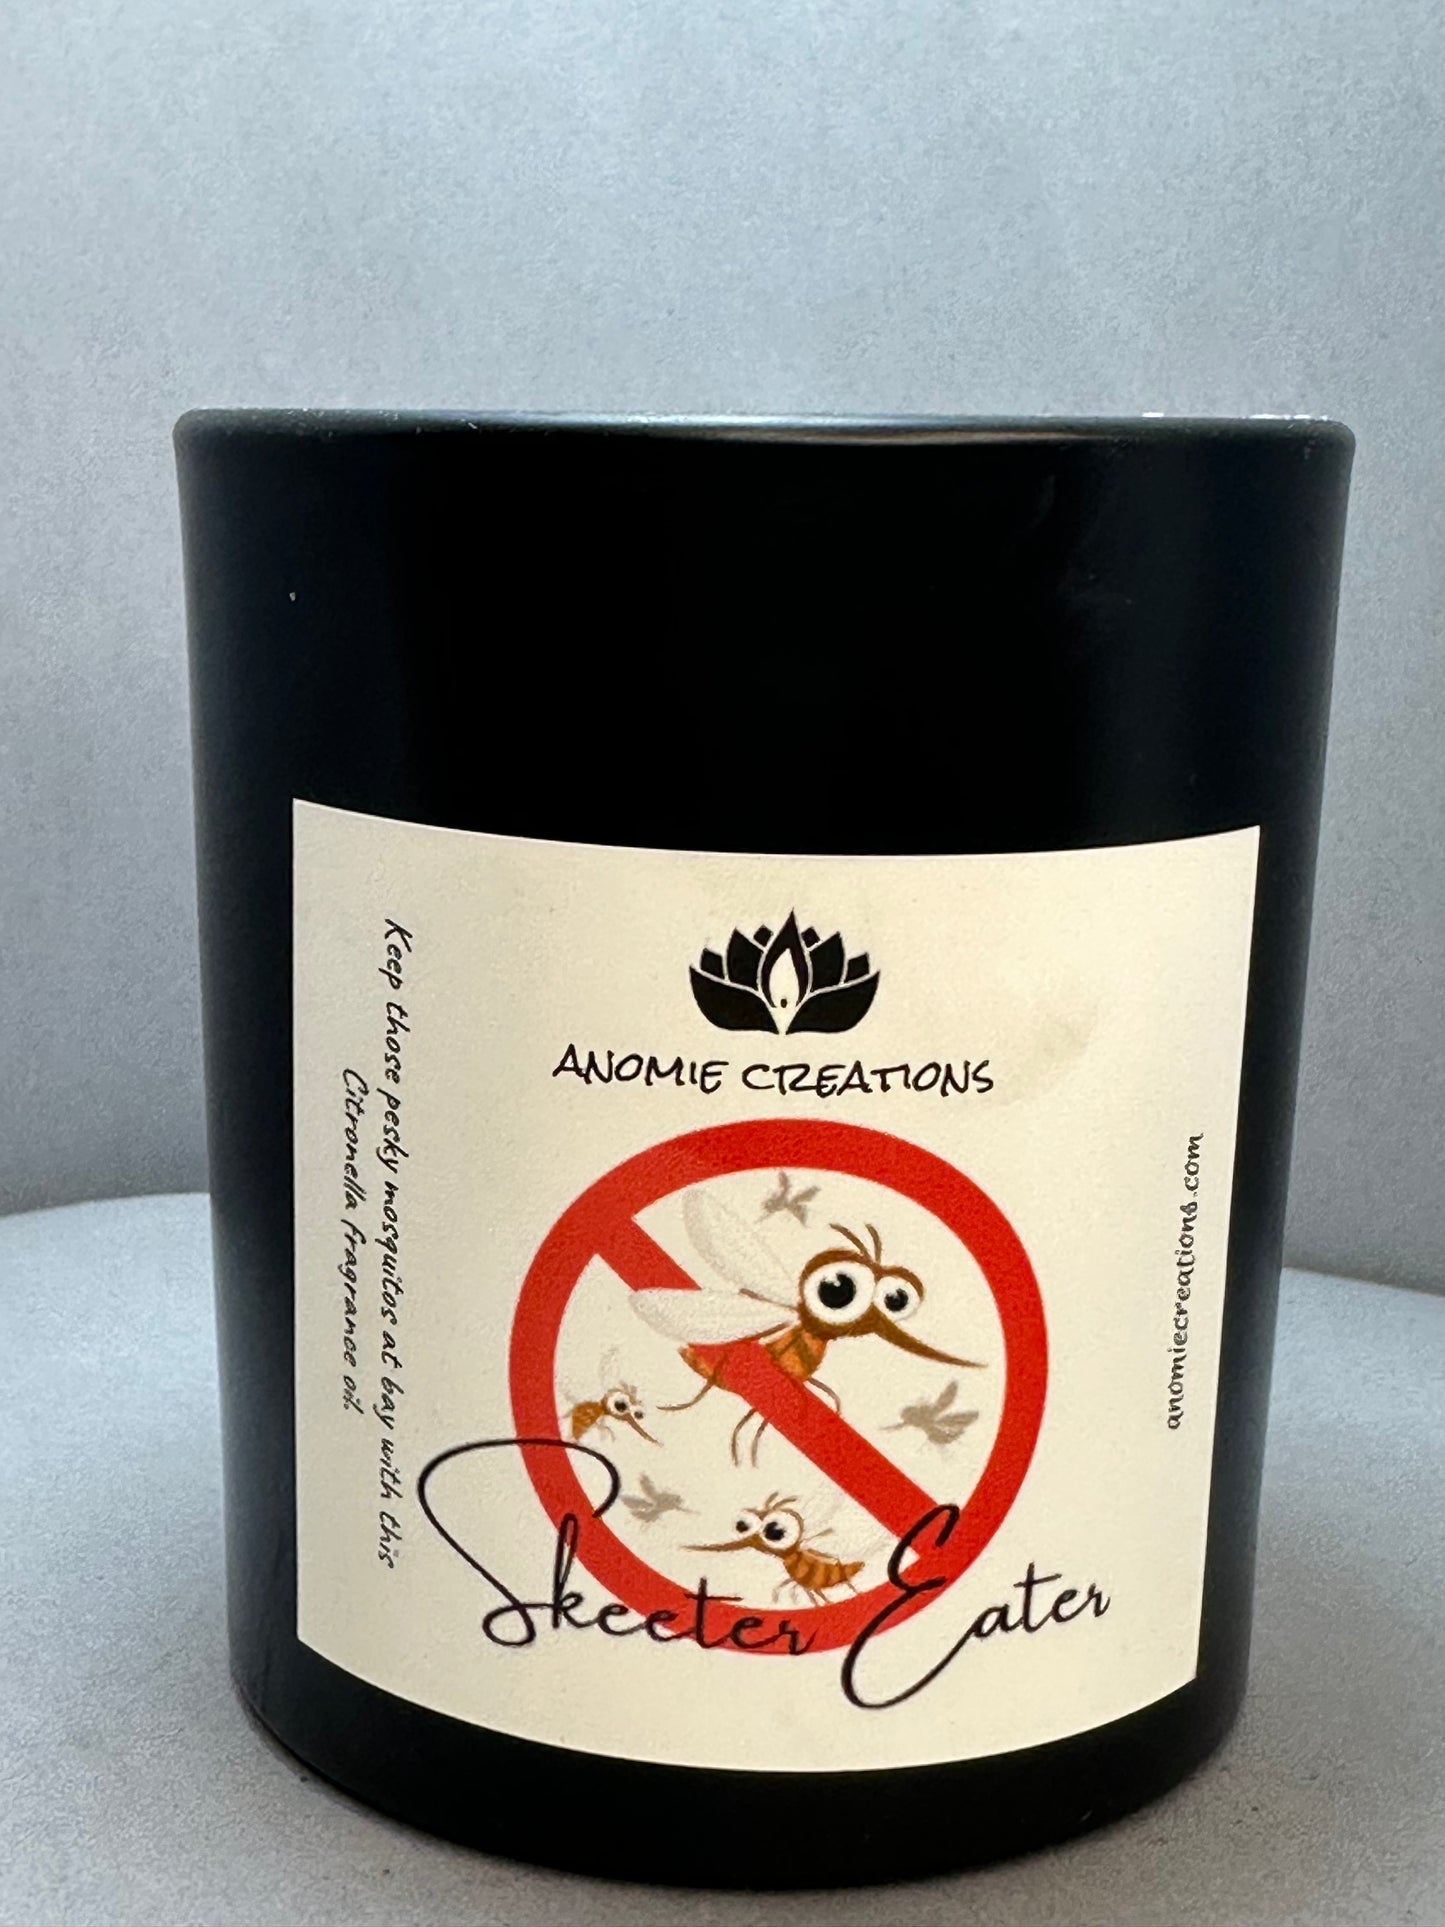 ANOMIE CREATIONS
Keep those pesky mosquitos at bay with this
Citronella fragrance oil.
anomiecreations.com
Skeeter Eater